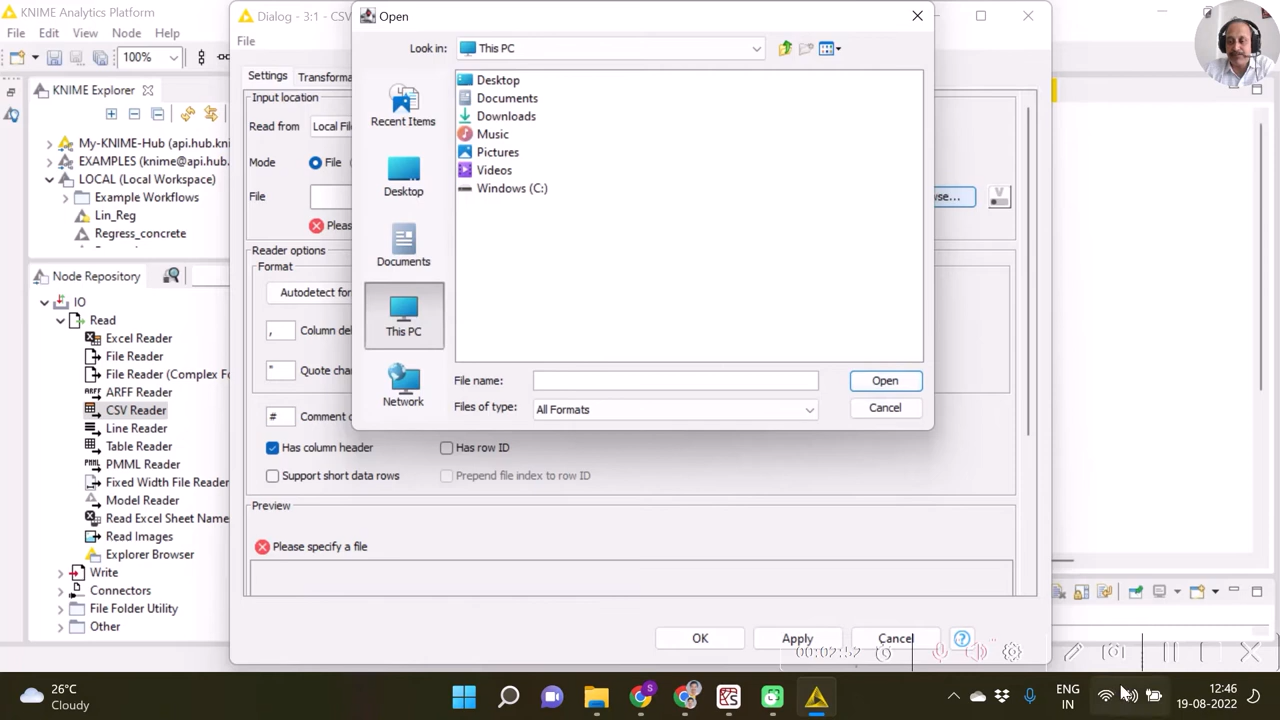 KNIME Analytics Platform
File Edit View Node Help
100%
KNIME Explorer
My-KNIME-Hub (api.hub.kni
EXAMPLES (knime@api.hub.
LOCAL (Local Workspace)
Example Workflows
Lin_Reg
Regress_concrete
Node Repository
IO
Read
Excel Reader
File Reader
File Reader (Complex Fo
ARFF Reader
CSV Reader
Line Reader
Table Reader
PMML Reader
Fixed Width File Reader
Model Reader
Read Excel Sheet Name
Read Images
Explorer Browser
Write
Connectors
File Folder Utility
Other
Dialog - 3:1 - CSV
File
Settings Transforma
Input location
Read from Local File
Mode File
File
wse...
V
Pleas
Reader options
Format
Autodetect for
, Column del
" Quote char
# Comment c
Has column header Has row ID
Support short data rows Prepend file index to row ID
Preview
Please specify a file
OK Apply Cancel ?
Open
Look in: This PC
Recent Items
Desktop
Documents
This PC
Network
Desktop
Documents
Downloads
Music
Pictures
Videos
Windows (C:)
File name: Open
Files of type: All Formats Cancel
00:02:52
26°C
Cloudy
S
ENG
IN
12:46
19-08-2022